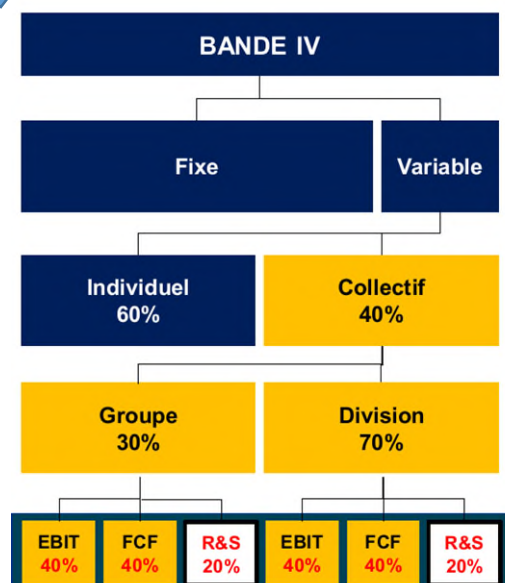 BANDE IV
Fixe
Variable
Individuel
60%
Collectif
40%
Groupe
30%
Division
70%
EBIT
40%
FCF
40%
R&S
20%
EBIT
40%
FCF
40%
R&S
20%